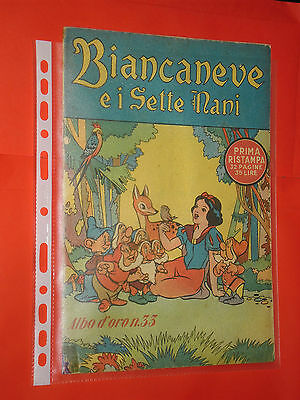 Biancaneve
e i Sette Nani
PRIMA
RISTAMPA
32 PAGINE
35 LIRE
Albo d'oro n.33